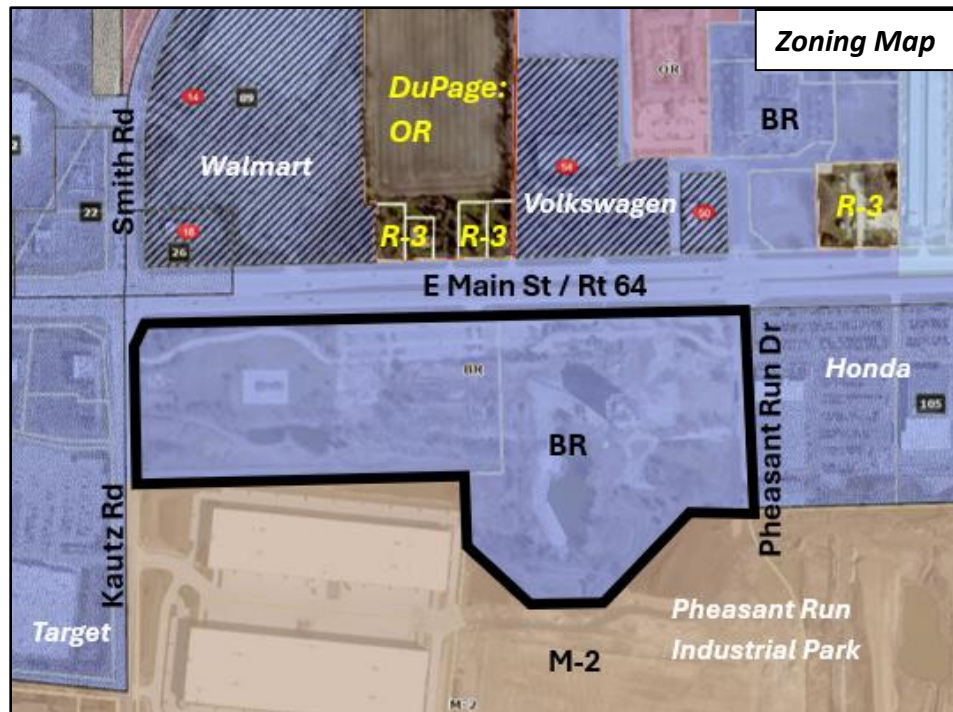 Zoning Map
DuPage:
OR
OR
BR
14
89
Walmart
Smith Rd
54
Volkswagen
50
R-3
22
18
26
R-3
R-3
E Main St / Rt 64
BR
BR
Pheasant Run Dr
Honda
105
Kautz Rd
Target
Pheasant Run
Industrial Park
M-2
M-2